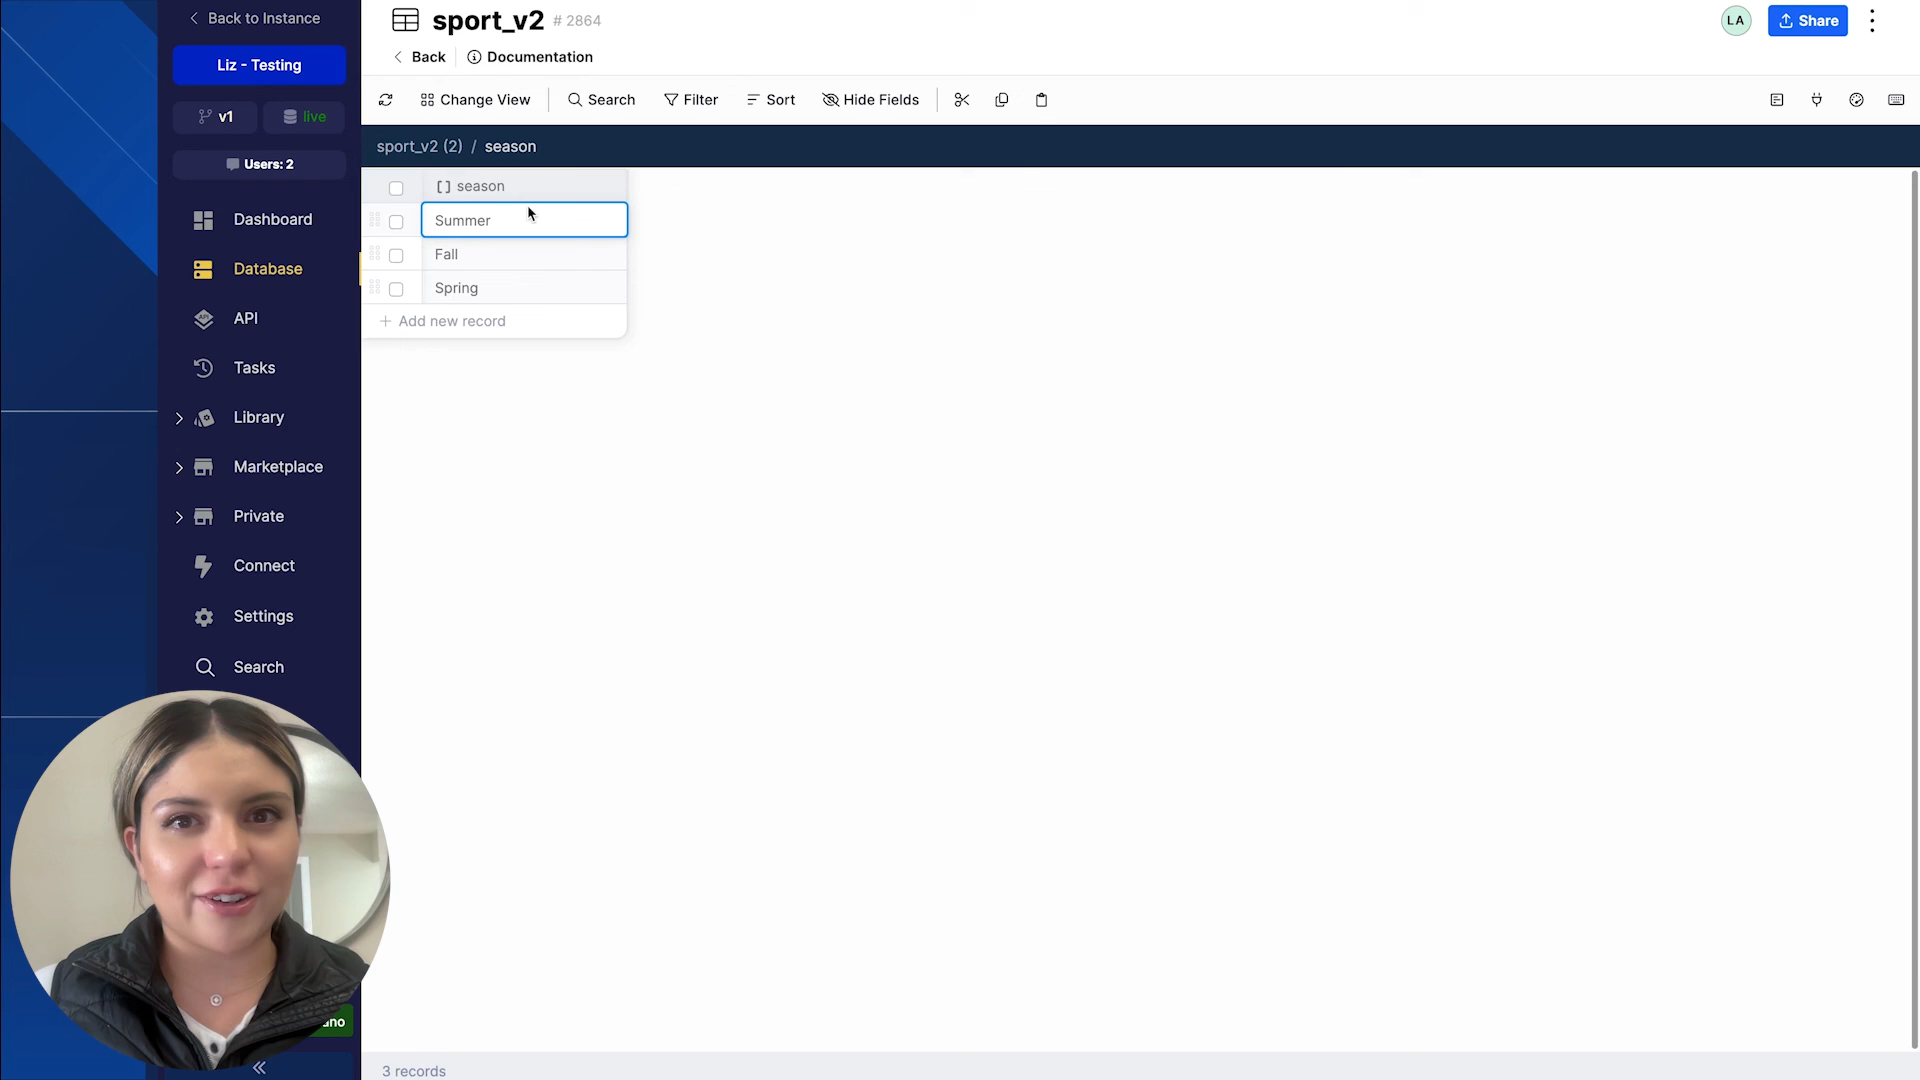 Back to Instance
Liz - Testing
v1
live
Users: 2
Dashboard
Database
API
Tasks
Library
Marketplace
Private
Connect
Settings
Search
sport_v2 # 2864
Back
Documentation
LA
Share
Change View
Search
Filter
Sort
Hide Fields
sport_v2 (2) / season
[] season
Summer
Fall
Spring
+ Add new record
3 records